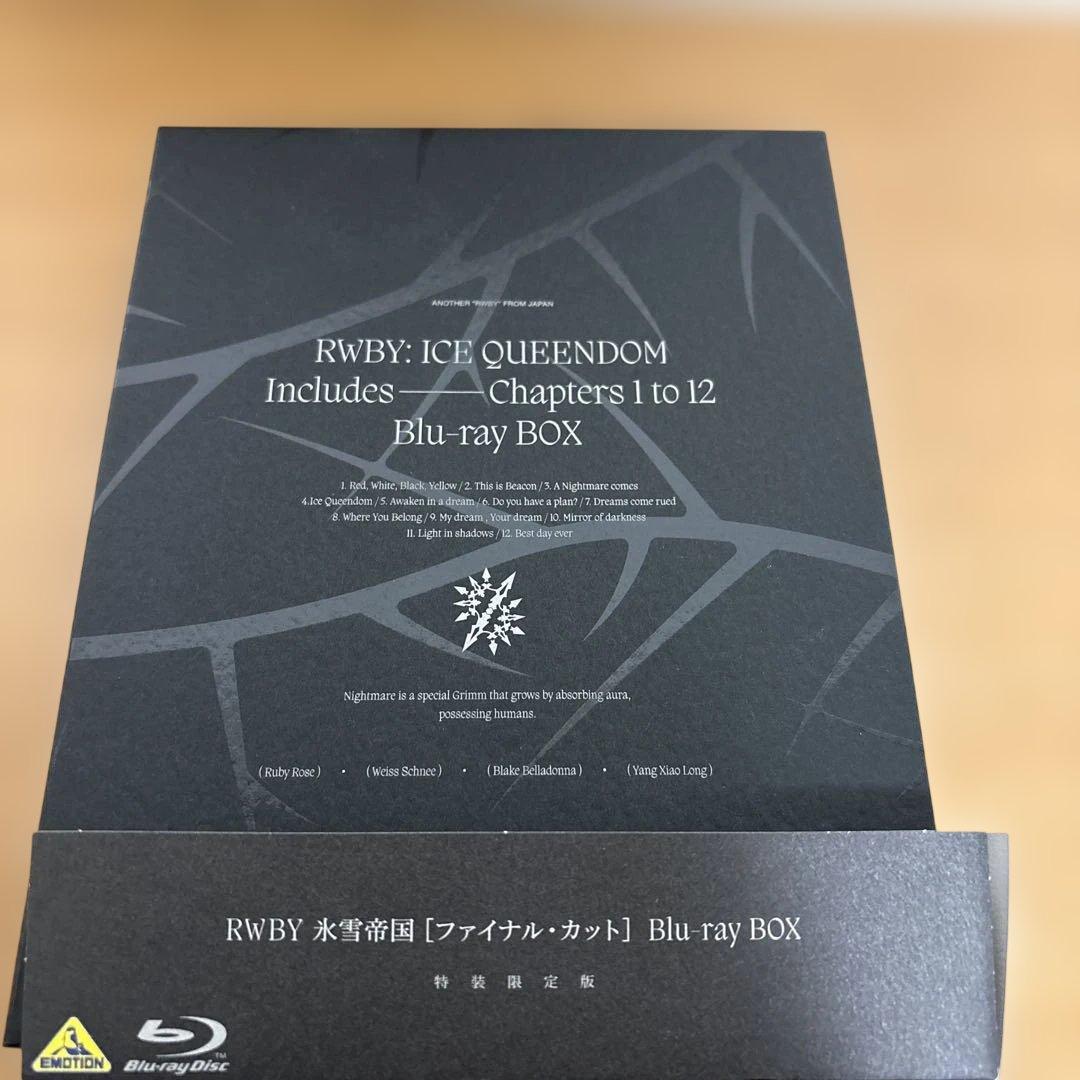 ANOTHER "RWBY" FROM JAPAN
RWBY: ICE QUEENDOM
Includes —— Chapters 1 to 12
Blu-ray BOX
1. Red, White, Black, Yellow / 2. This is Beacon / 3. A Nightmare comes
4.Ice Queendom / 5. Awaken in a dream / 6. Do you have a plan? / 7. Dreams come rued
8. Where You Belong / 9. My dream , Your dream / 10. Mirror of darkness
11. Light in shadows / 12. Best day ever
Nightmare is a special Grimm that grows by absorbing aura,
possessing humans.
( Ruby Rose ) • ( Weiss Schnee ) • ( Blake Belladonna ) • ( Yang Xiao Long )
RWBY 氷雪帝国 [ファイナル・カット] Blu-ray BOX
特装限定版
EMOTION
Blu-ray Disc™